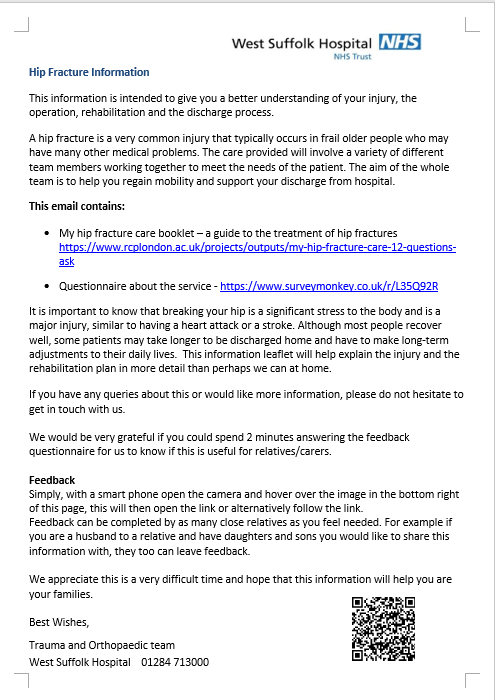 West Suffolk Hospital NHS
NHS Trust
Hip Fracture Information
This information is intended to give you a better understanding of your injury, the
operation, rehabilitation and the discharge process.
A hip fracture is a very common injury that typically occurs in frail older people who may
have many other medical problems. The care provided will involve a variety of different
team members working together to meet the needs of the patient. The aim of the whole
team is to help you regain mobility and support your discharge from hospital.
This email contains:
• My hip fracture care booklet – a guide to the treatment of hip fractures
https://www.rcplondon.ac.uk/projects/outputs/my-hip-fracture-care-12-questions-
ask
• Questionnaire about the service - https://www.surveymonkey.co.uk/r/L35Q92R
It is important to know that breaking your hip is a significant stress to the body and is a
major injury, similar to having a heart attack or a stroke. Although most people recover
well, some patients may take longer to be discharged home and have to make long-term
adjustments to their daily lives. This information leaflet will help explain the injury and the
rehabilitation plan in more detail than perhaps we can at home.
If you have any queries about this or would like more information, please do not hesitate to
get in touch with us.
We would be very grateful if you could spend 2 minutes answering the feedback
questionnaire for us to know if this is useful for relatives/carers.
Feedback
Simply, with a smart phone open the camera and hover over the image in the bottom right
of this page, this will then open the link or alternatively follow the link.
Feedback can be completed by as many close relatives as you feel needed. For example if
you are a husband to a relative and have daughters and sons you would like to share this
information with, they too can leave feedback.
We appreciate this is a very difficult time and hope that this information will help you are
your families.
Best Wishes,
Trauma and Orthopaedic team
West Suffolk Hospital 01284 713000